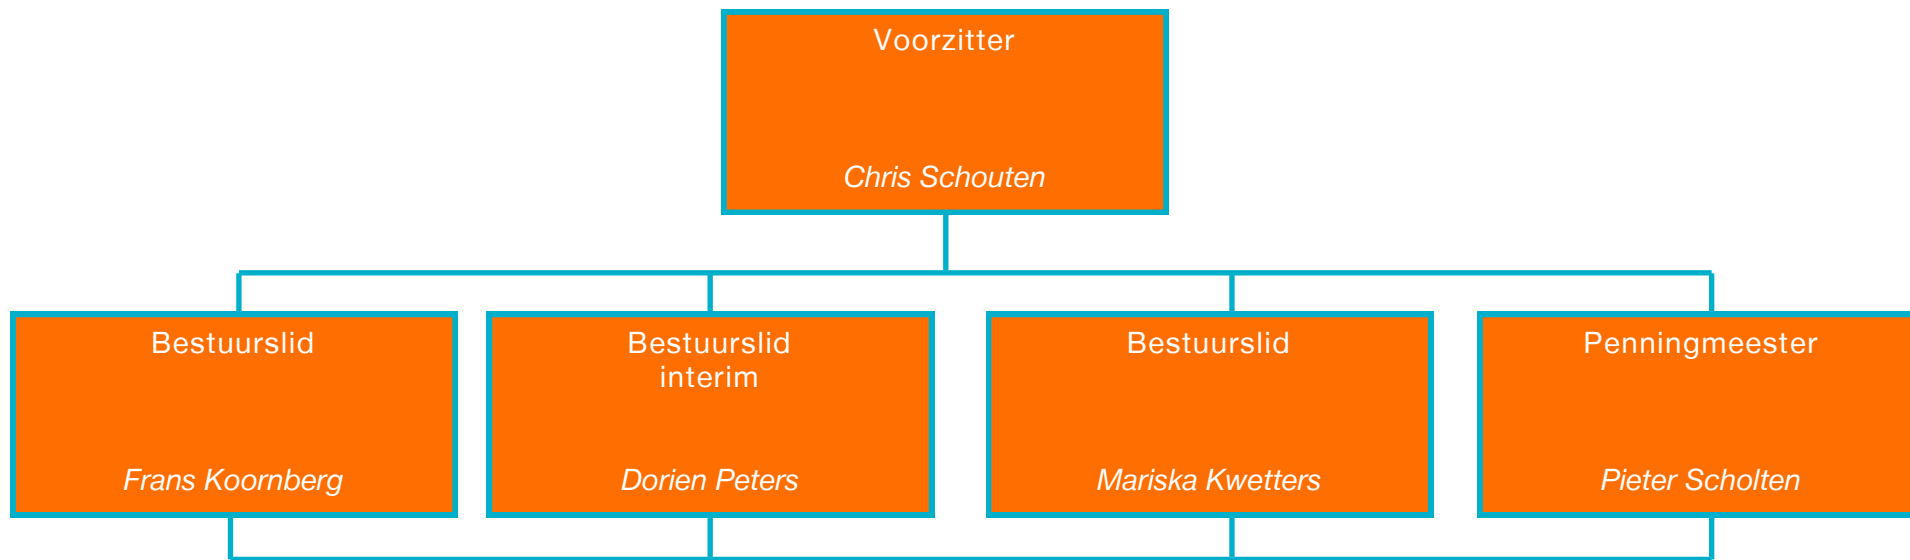 Voorzitter
Chris Schouten
Bestuurslid
Frans Koornberg
Bestuurslid
interim
Dorien Peters
Bestuurslid
Mariska Kwetters
Penningmeester
Pieter Scholten